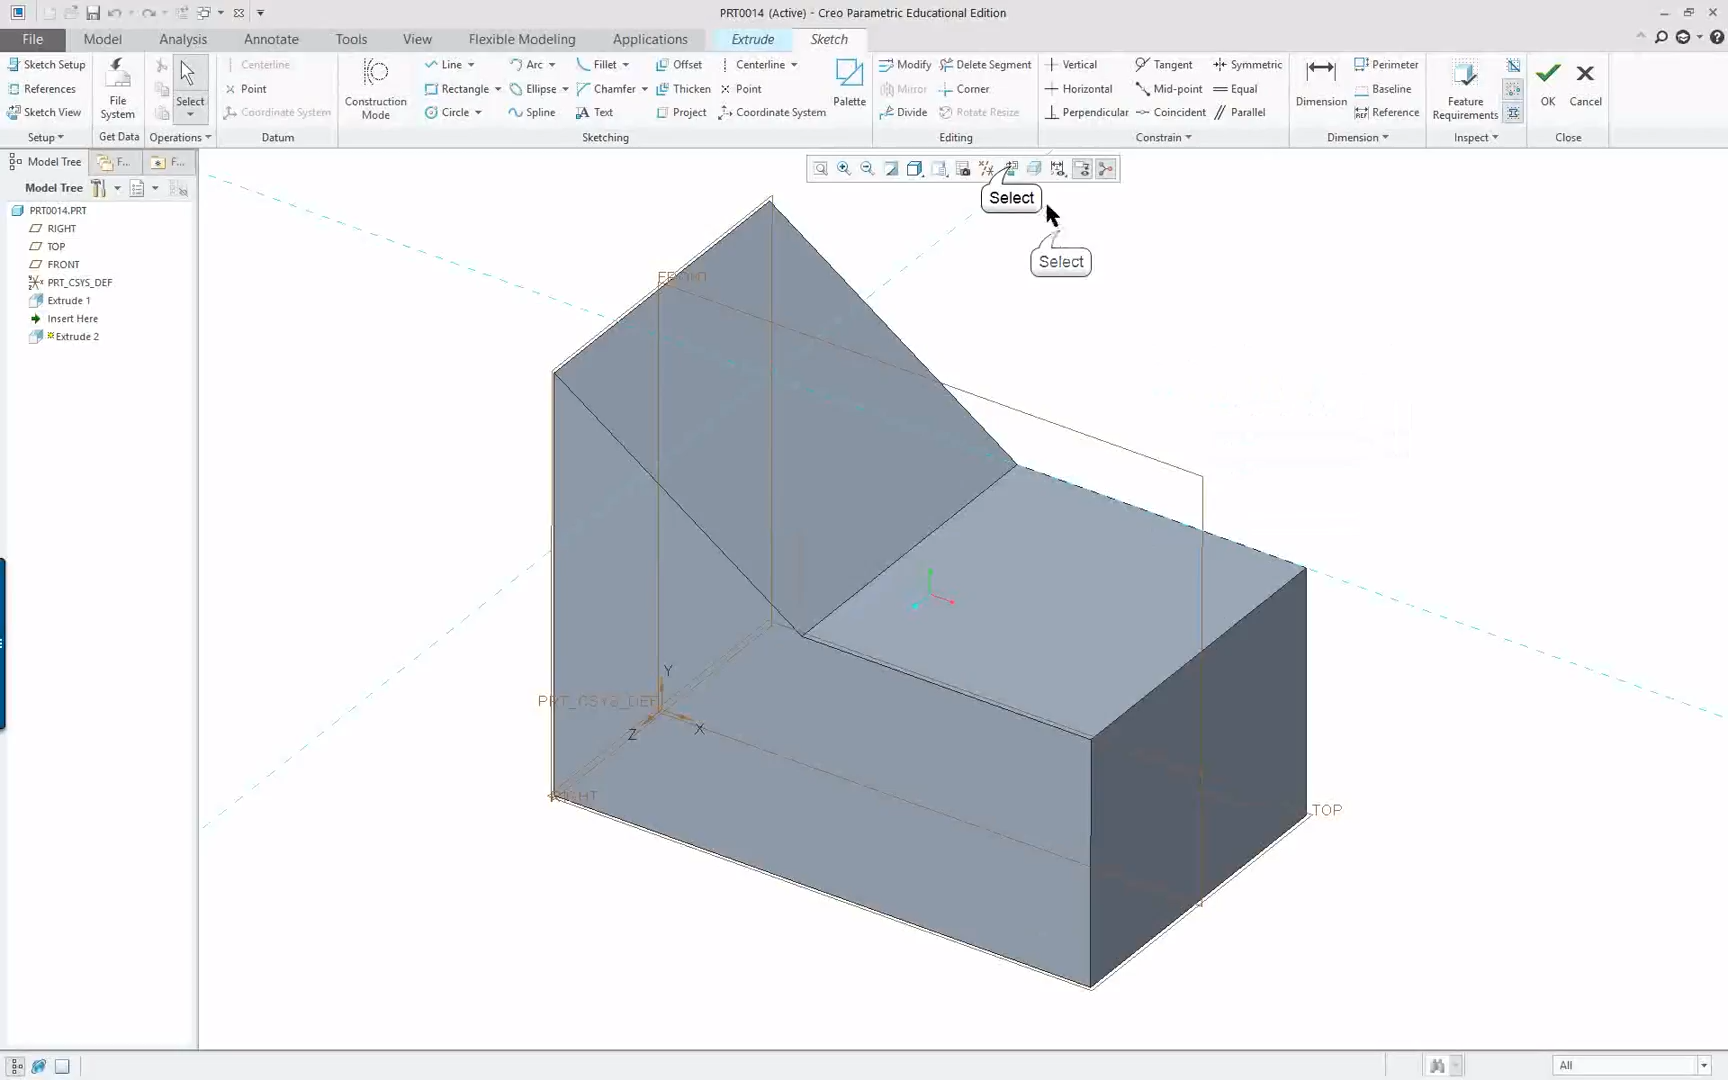 PRT0014 (Active) - Creo Parametric Educational Edition
File Model Analysis Annotate Tools View Flexible Modeling Applications Extrude Sketch
Sketch Setup
References
Sketch View
Setup
File System
Get Data
Select
Operations
Centerline
Point
Coordinate System
Datum
Construction Mode
Line
Rectangle
Circle
Arc
Ellipse
Spline
Fillet
Chamfer
Text
Offset
Thicken
Project
Centerline
Point
Coordinate System
Palette
Sketching
Modify
Mirror
Divide
Delete Segment
Corner
Rotate Resize
Editing
Vertical
Horizontal
Perpendicular
Tangent
Mid-point
Coincident
Symmetric
Equal
Parallel
Constrain
Dimension
Perimeter
Baseline
Reference
Dimension
Feature Requirements
Inspect
OK
Cancel
Close
Model Tree
F...
F...
Model Tree
PRT0014.PRT
RIGHT
TOP
FRONT
PRT_CSYS_DEF
Extrude 1
Insert Here
Extrude 2
Select
Select
FRONT
Y
PRT_CSYS_DEF
X
Z
RIGHT
TOP
All